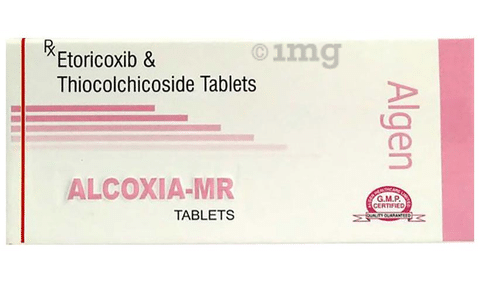 Rx Etoricoxib &
Thiocolchicoside Tablets
1mg
Algen
ALCOXIA-MR
TABLETS
G.M.P.
CERTIFIED
QUALITY GUARANTEED